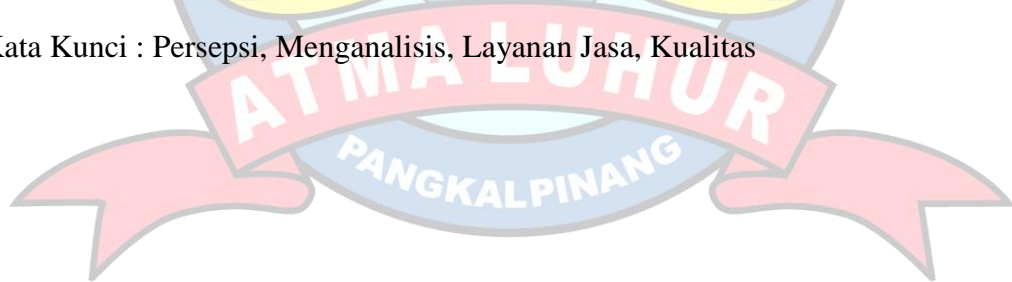 Kata Kunci : Persepsi, Menganalisis, Layanan Jasa, Kualitas
ATMA LUHUR
PANGKALPINANG